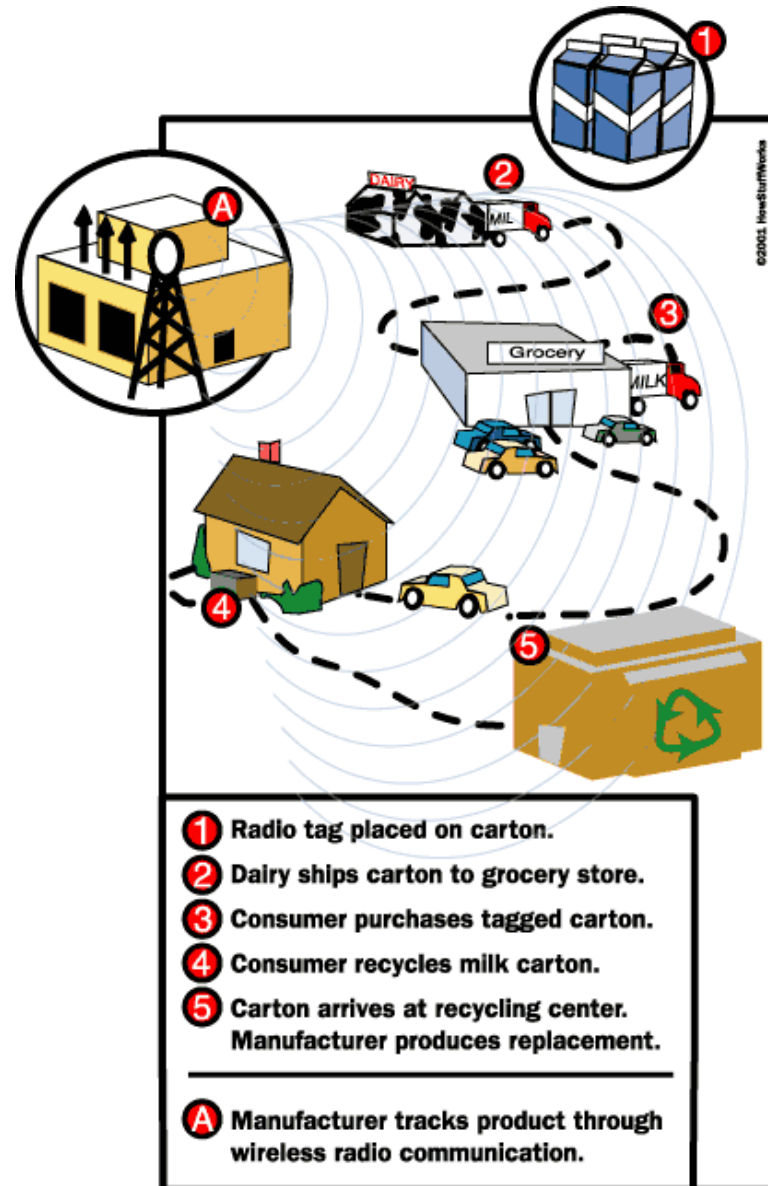 1
©2001 HowStuffWorks
A
2
DAIRY
MIL
3
Grocery
MILK
4
5
1 Radio tag placed on carton.
2 Dairy ships carton to grocery store.
3 Consumer purchases tagged carton.
4 Consumer recycles milk carton.
5 Carton arrives at recycling center.
Manufacturer produces replacement.
A Manufacturer tracks product through
wireless radio communication.